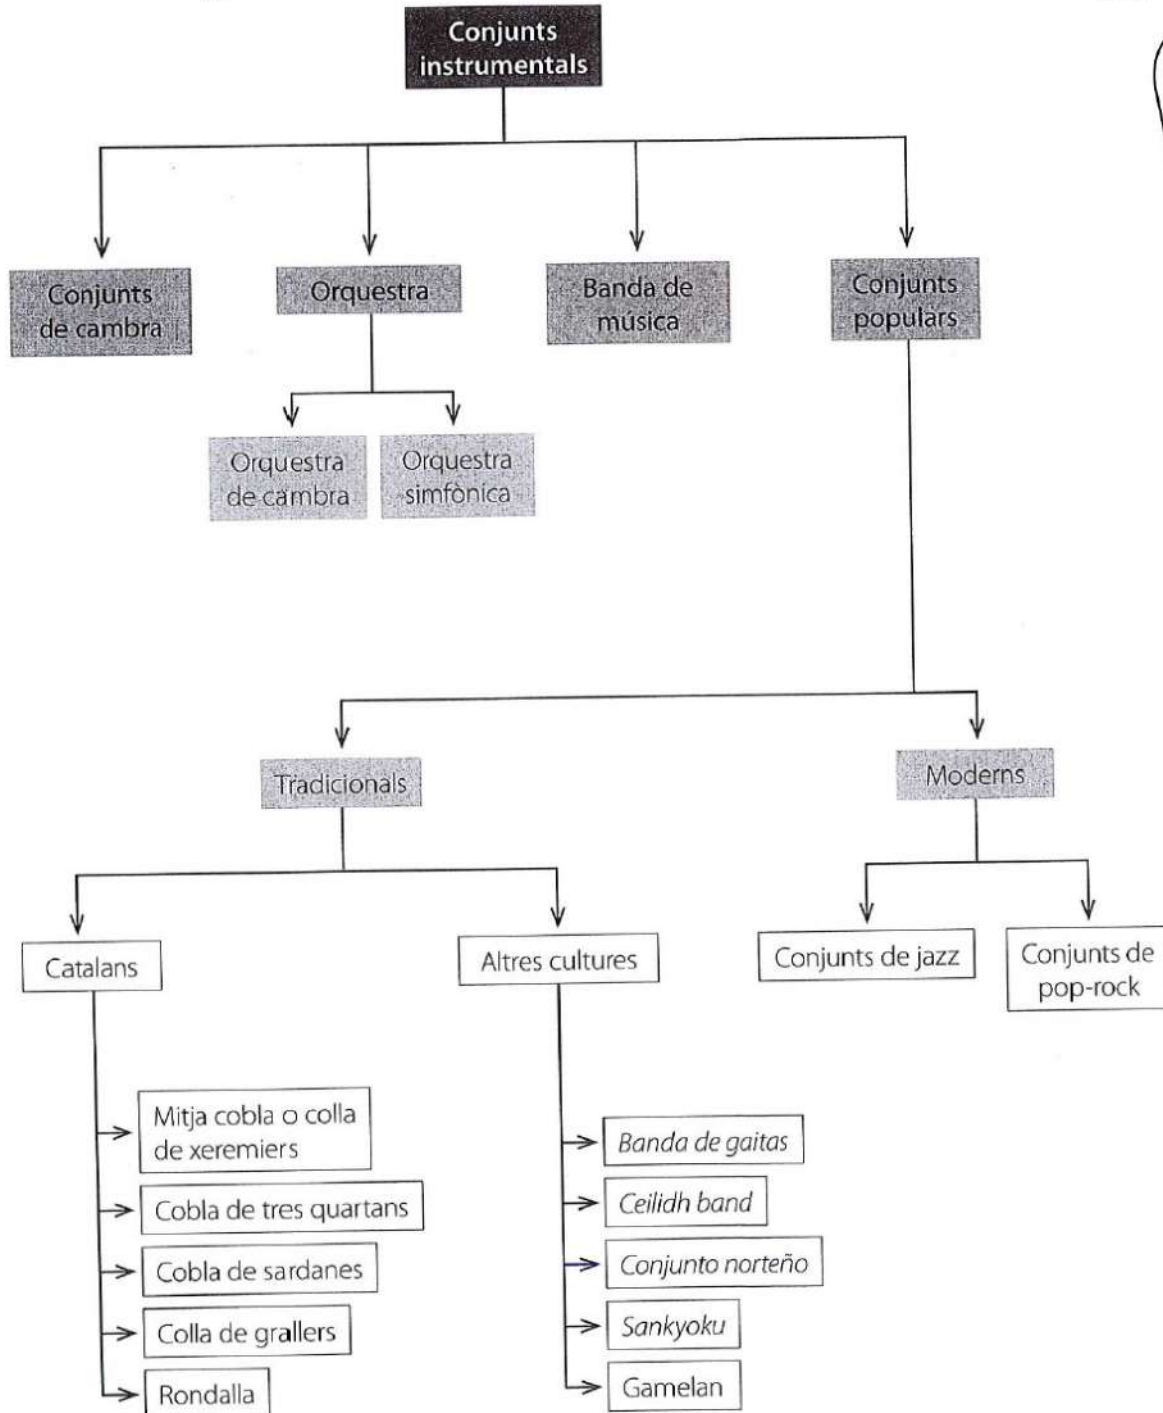 Conjunts
instrumentals
Conjunts
de cambra
Orquestra
Banda de
música
Conjunts
populars
Orquestra
de cambra
Orquestra
simfònica
Tradicionals
Moderns
Catalans
Altres cultures
Conjunts de jazz
Conjunts de
pop-rock
Mitja cobla o colla
de xeremiers
Cobla de tres quartans
Cobla de sardanes
Colla de grallers
Rondalla
Banda de gaitas
Ceilidh band
Conjunto norteño
Sankyoku
Gamelan